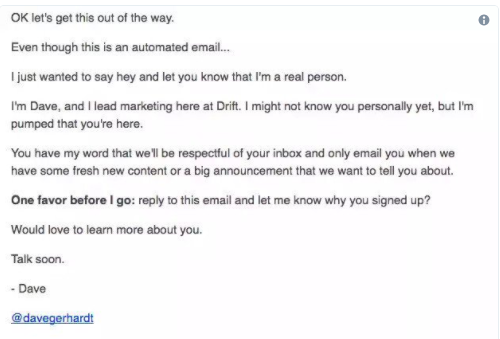 OK let's get this out of the way.
Even though this is an automated email...
I just wanted to say hey and let you know that I'm a real person.
I'm Dave, and I lead marketing here at Drift. I might not know you personally yet, but I'm
pumped that you're here.
You have my word that we'll be respectful of your inbox and only email you when we
have some fresh new content or a big announcement that we want to tell you about.
One favor before I go: reply to this email and let me know why you signed up?
Would love to learn more about you.
Talk soon.
- Dave
@davegerhardt